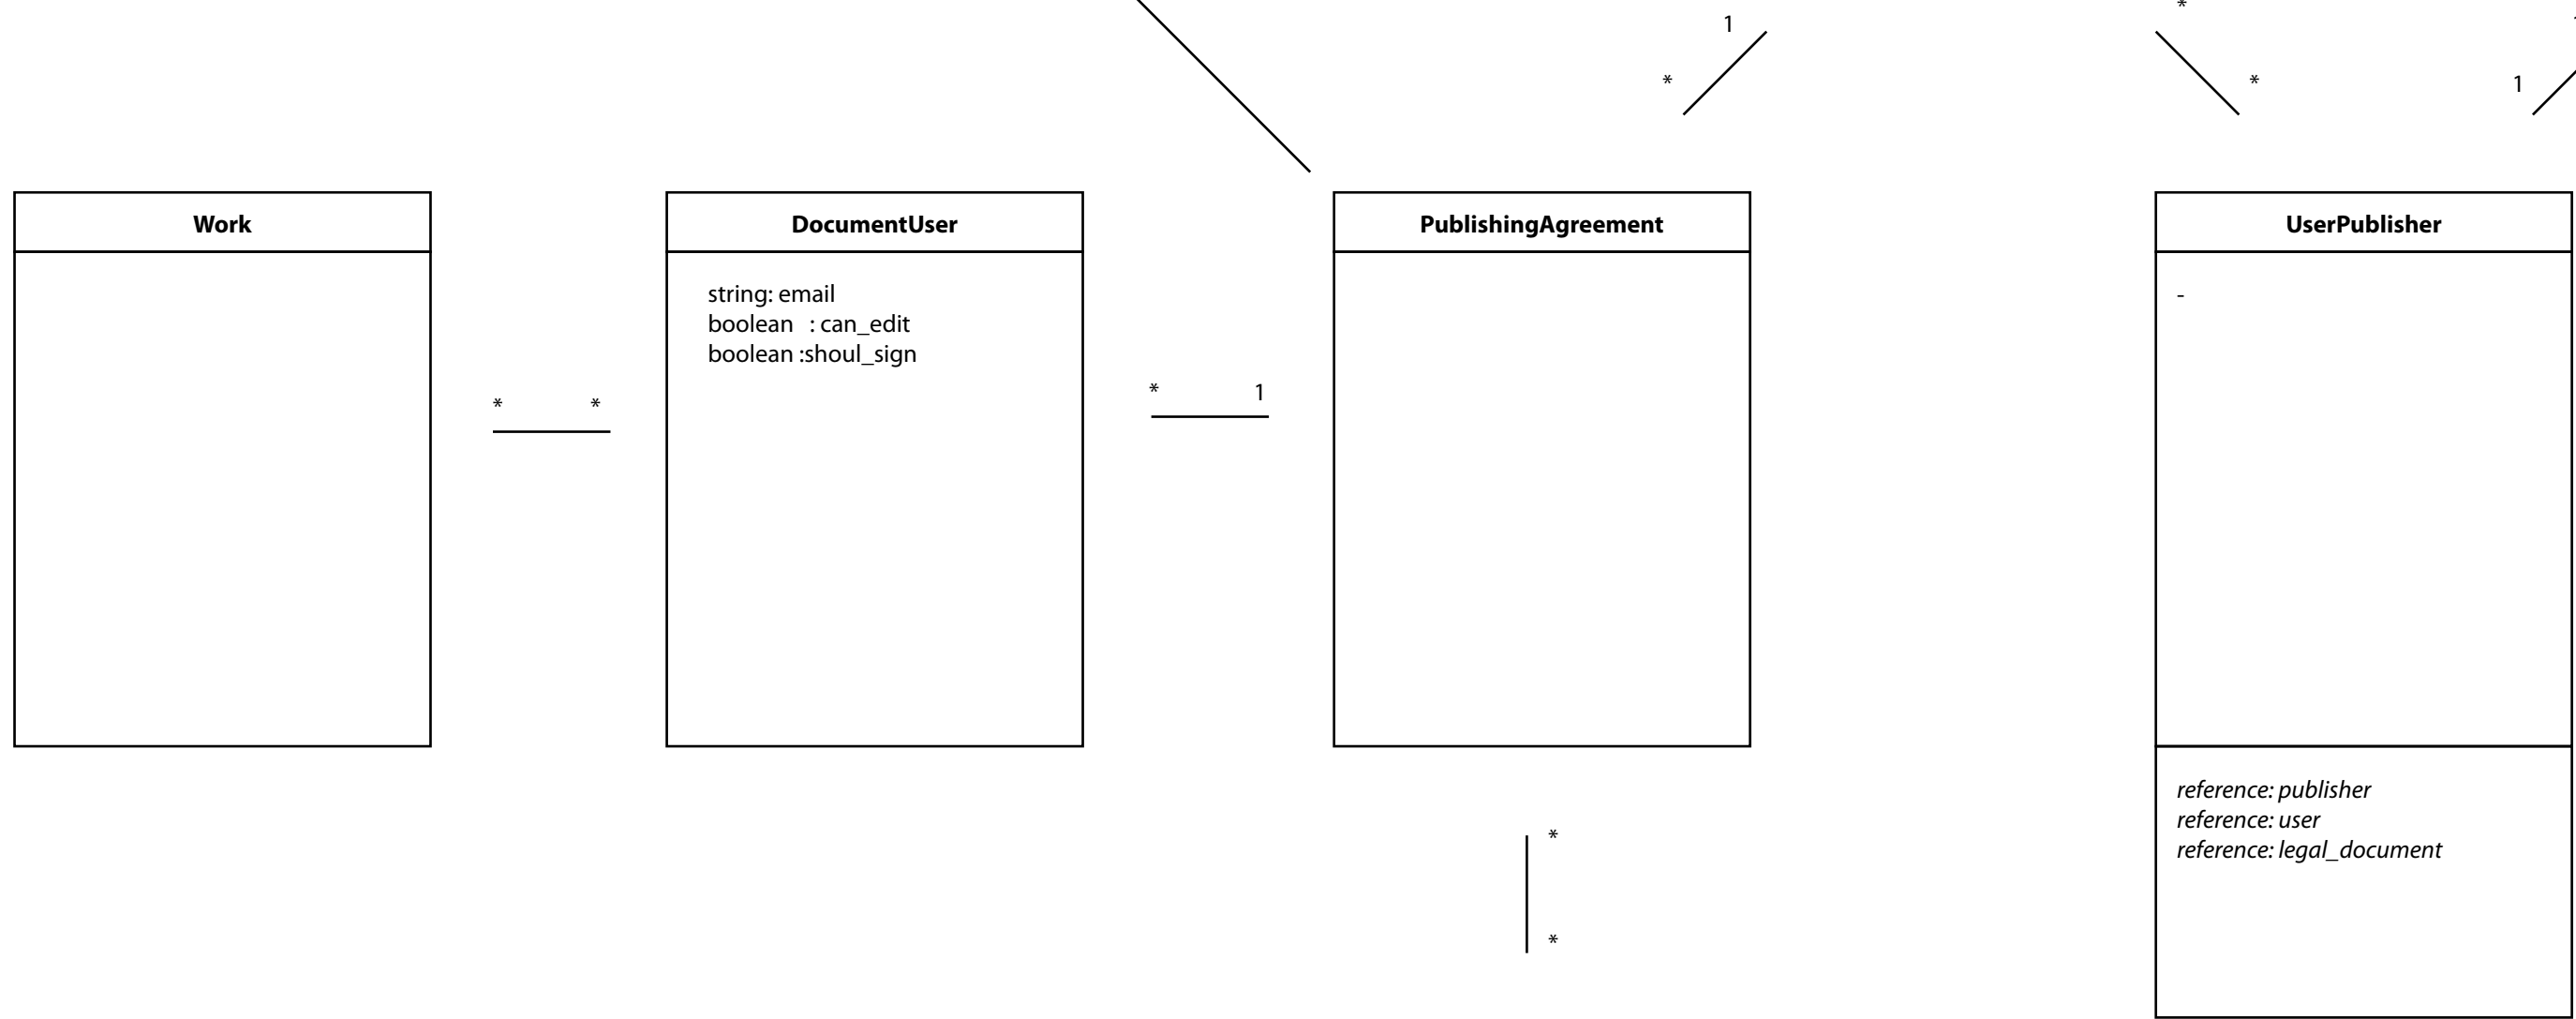 *
1
*
*
1
Work
DocumentUser
string: email
boolean   : can_edit
boolean :shoul_sign
* *
* 1
PublishingAgreement
*
*
UserPublisher
-
reference: publisher
reference: user
reference: legal_document